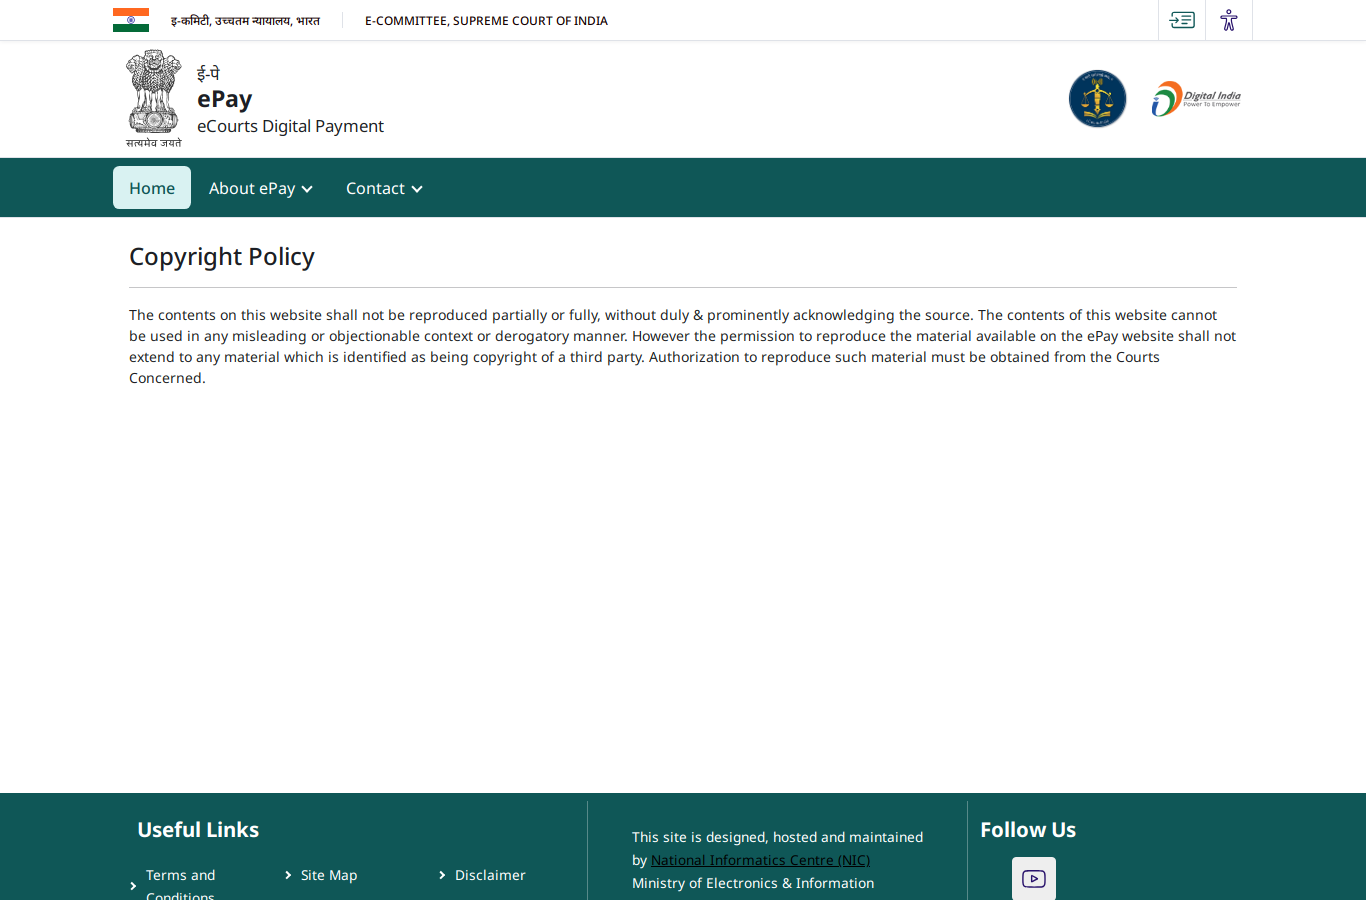 इ-कमिटी, उच्चतम न्यायालय, भारत
E-COMMITTEE, SUPREME COURT OF INDIA
सत्यमेव जयते
ई-पे
ePay
eCourts Digital Payment
Digital India
Power To Empower
Home
About ePay
Contact
Copyright Policy
The contents on this website shall not be reproduced partially or fully, without duly & prominently acknowledging the source. The contents of this website cannot
be used in any misleading or objectionable context or derogatory manner. However the permission to reproduce the material available on the ePay website shall not
extend to any material which is identified as being copyright of a third party. Authorization to reproduce such material must be obtained from the Courts
Concerned.
Useful Links
Terms and
Conditions
Site Map
Disclaimer
This site is designed, hosted and maintained
by National Informatics Centre (NIC)
Ministry of Electronics & Information
Follow Us